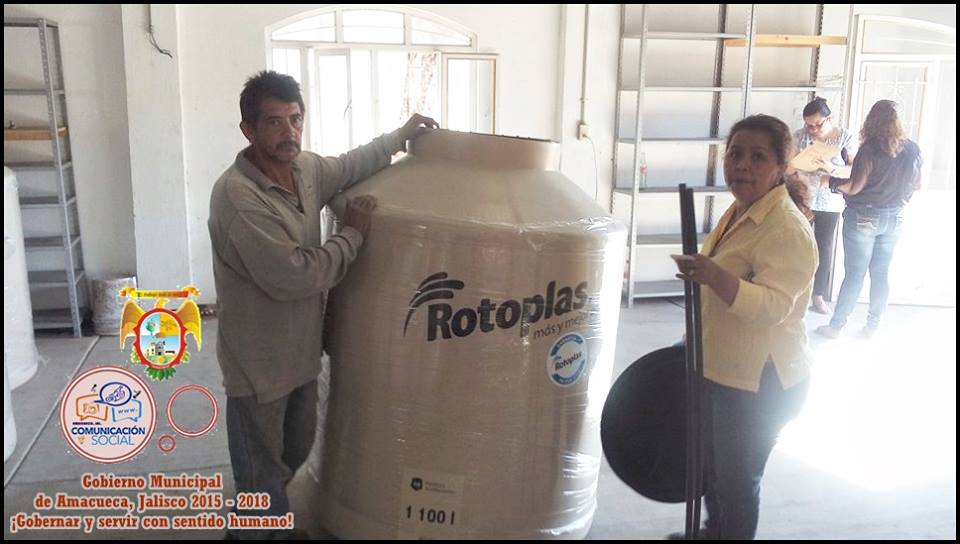 Rotoplas
más y mejor
Rotoplas
1 100 l
www.
COMUNICACIÓN
SOCIAL
Gobierno Municipal
de Amacueca, Jalisco 2015 - 2018
¡Gobernar y servir con sentido humano!